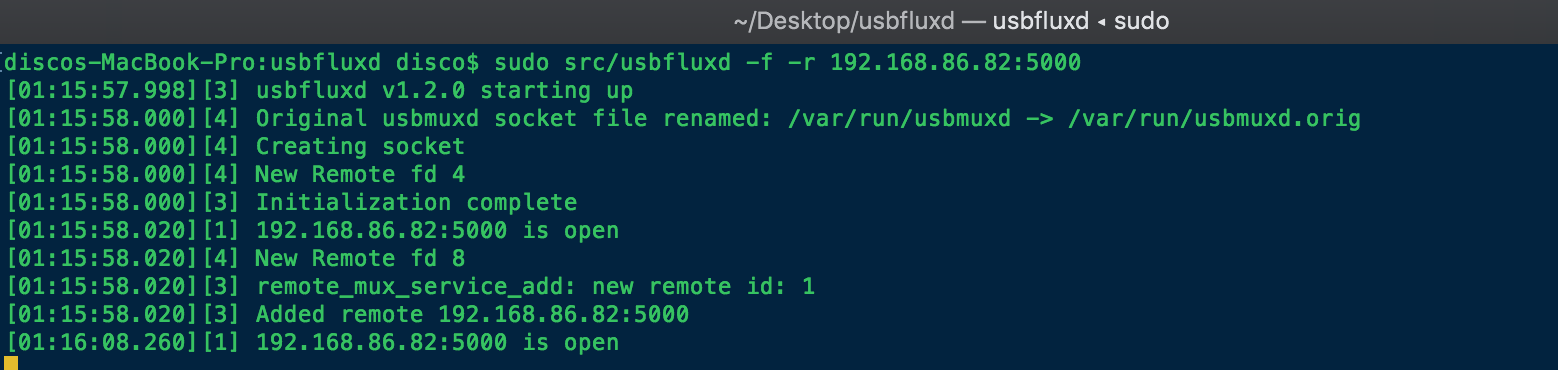 ~/Desktop/usbfluxd — usbfluxd ◂ sudo
[discos-MacBook-Pro:usbfluxd disco$ sudo src/usbfluxd -f -r 192.168.86.82:5000
[01:15:57.998][3] usbfluxd v1.2.0 starting up
[01:15:58.000][4] Original usbmuxd socket file renamed: /var/run/usbmuxd -> /var/run/usbmuxd.orig
[01:15:58.000][4] Creating socket
[01:15:58.000][4] New Remote fd 4
[01:15:58.000][3] Initialization complete
[01:15:58.020][1] 192.168.86.82:5000 is open
[01:15:58.020][4] New Remote fd 8
[01:15:58.020][3] remote_mux_service_add: new remote id: 1
[01:15:58.020][3] Added remote 192.168.86.82:5000
[01:16:08.260][1] 192.168.86.82:5000 is open